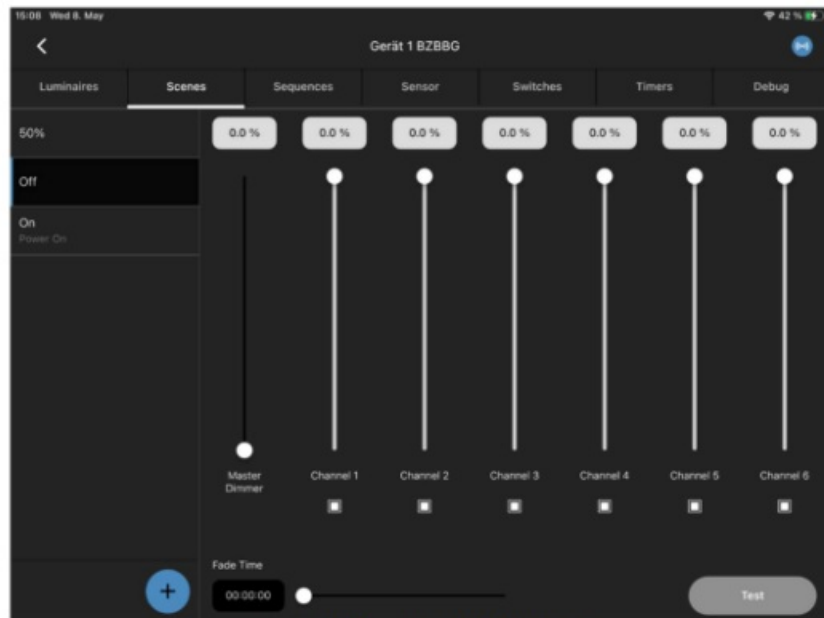 15:06 Wed 8. May
42 %
Gerät 1 BZBBG
Luminaires Scenes Sequences Sensor Switches Timers Debug
50%
Off
On
Power On
0.0 % 0.0 % 0.0 % 0.0 % 0.0 % 0.0 % 0.0 %
Master
Dimmer
Channel 1 Channel 2 Channel 3 Channel 4 Channel 5 Channel 6
Fade Time
00:00:00
Test